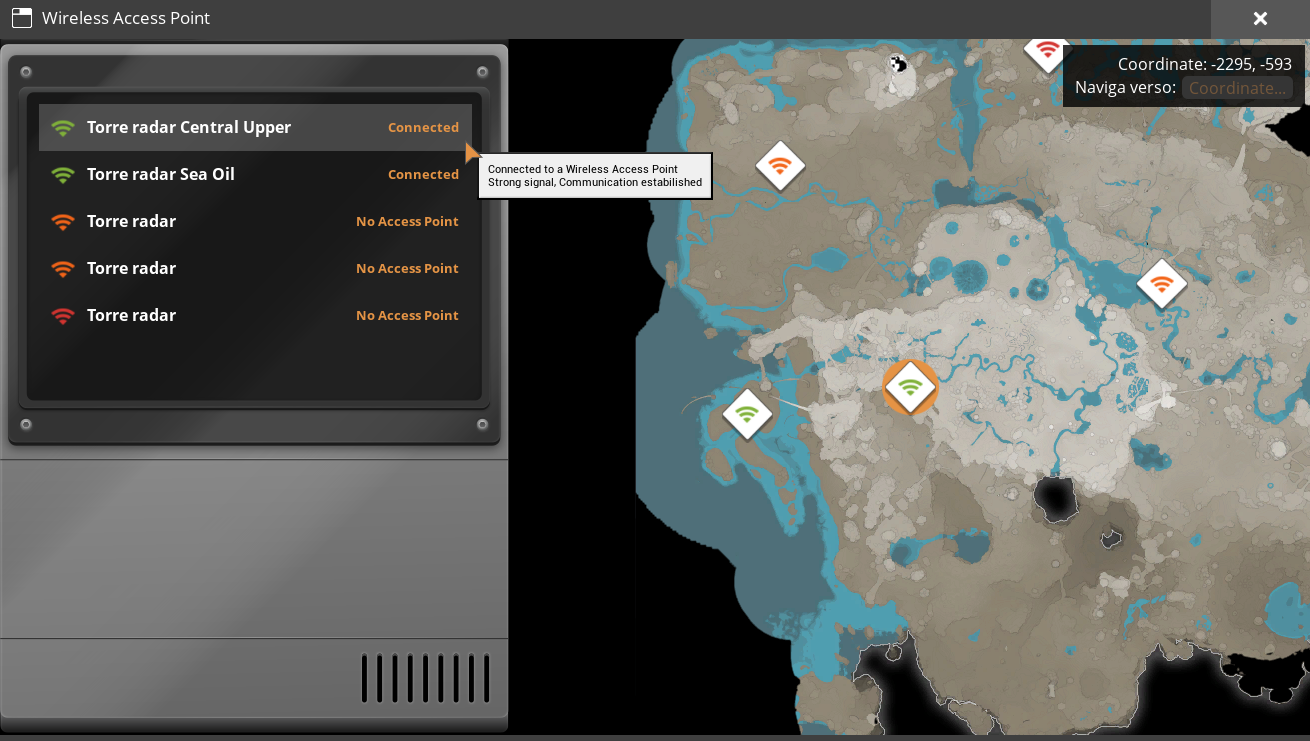 Wireless Access Point
Torre radar Central Upper Connected
Torre radar Sea Oil Connected
Torre radar No Access Point
Torre radar No Access Point
Torre radar No Access Point
Connected to a Wireless Access Point
Strong signal, Communication estabilished
Coordinate: -2295, -593
Naviga verso: Coordinate...